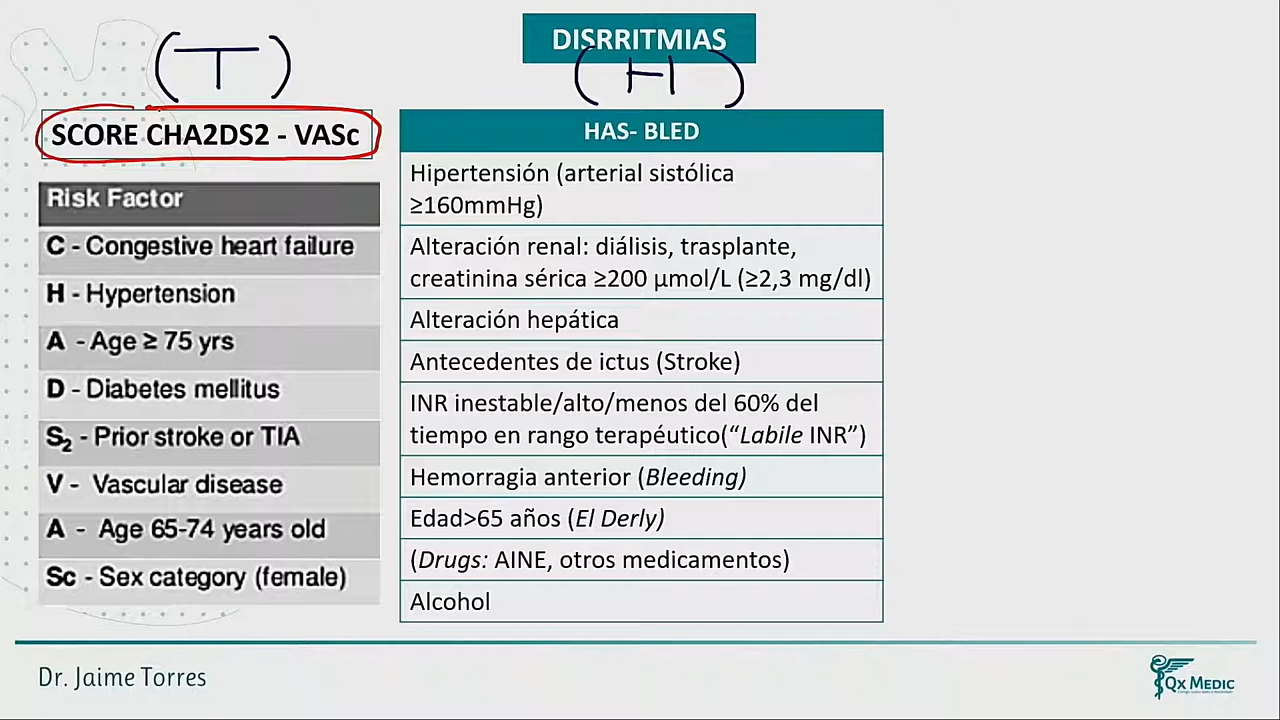 DISRRITMIAS
(T)
(H)
SCORE CHA2DS2 - VASc
Risk Factor
C - Congestive heart failure
H - Hypertension
A - Age ≥ 75 yrs
D - Diabetes mellitus
S₂ - Prior stroke or TIA
V - Vascular disease
A - Age 65-74 years old
Sc - Sex category (female)
HAS- BLED
Hipertensión (arterial sistólica
≥160mmHg)
Alteración renal: diálisis, trasplante,
creatinina sérica ≥200 µmol/L (≥2,3 mg/dl)
Alteración hepática
Antecedentes de ictus (Stroke)
INR inestable/alto/menos del 60% del
tiempo en rango terapéutico(“Labile INR”)
Hemorragia anterior (Bleeding)
Edad>65 años (El Derly)
(Drugs: AINE, otros medicamentos)
Alcohol
Dr. Jaime Torres
QX MEDIC